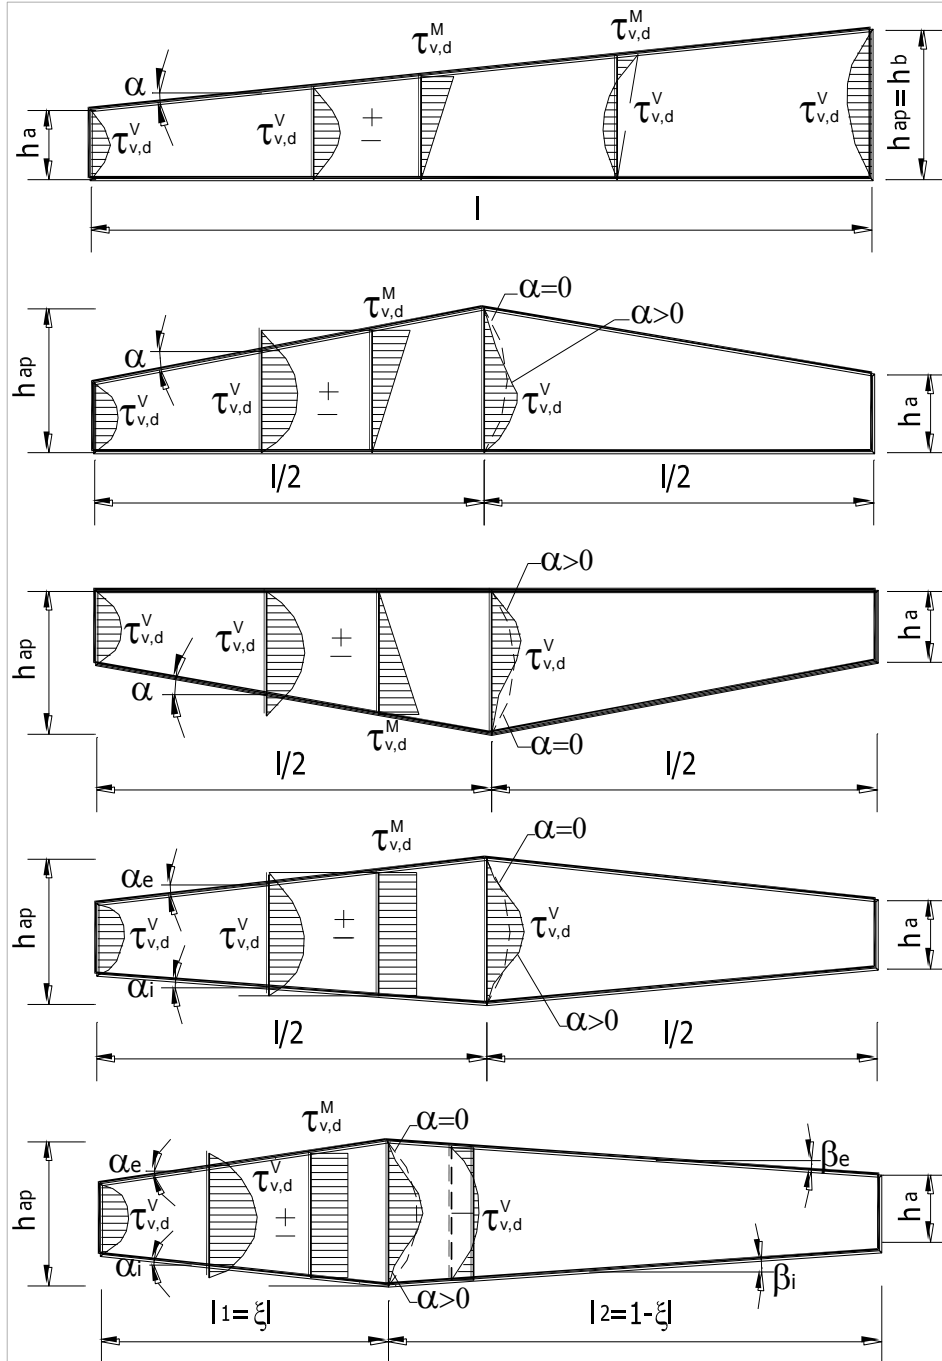 τv,dM τv,dM
α
ha τv,dV τv,dV + − τv,dV τv,dV hap=hb
l
α=0
τv,dM α>0
hap α τv,dV τv,dV + − τv,dV ha
l/2 l/2
α>0
hap τv,dV τv,dV + − τv,dV ha
α τv,dM α=0
l/2 l/2
τv,dM α=0
αe
hap τv,dV τv,dV + − τv,dV ha
αi α>0
l/2 l/2
τv,dM α=0
αe τv,dV βe
hap τv,dV + − τv,dV ha
αi α>0 βi
l1=ξl l2=1-ξl